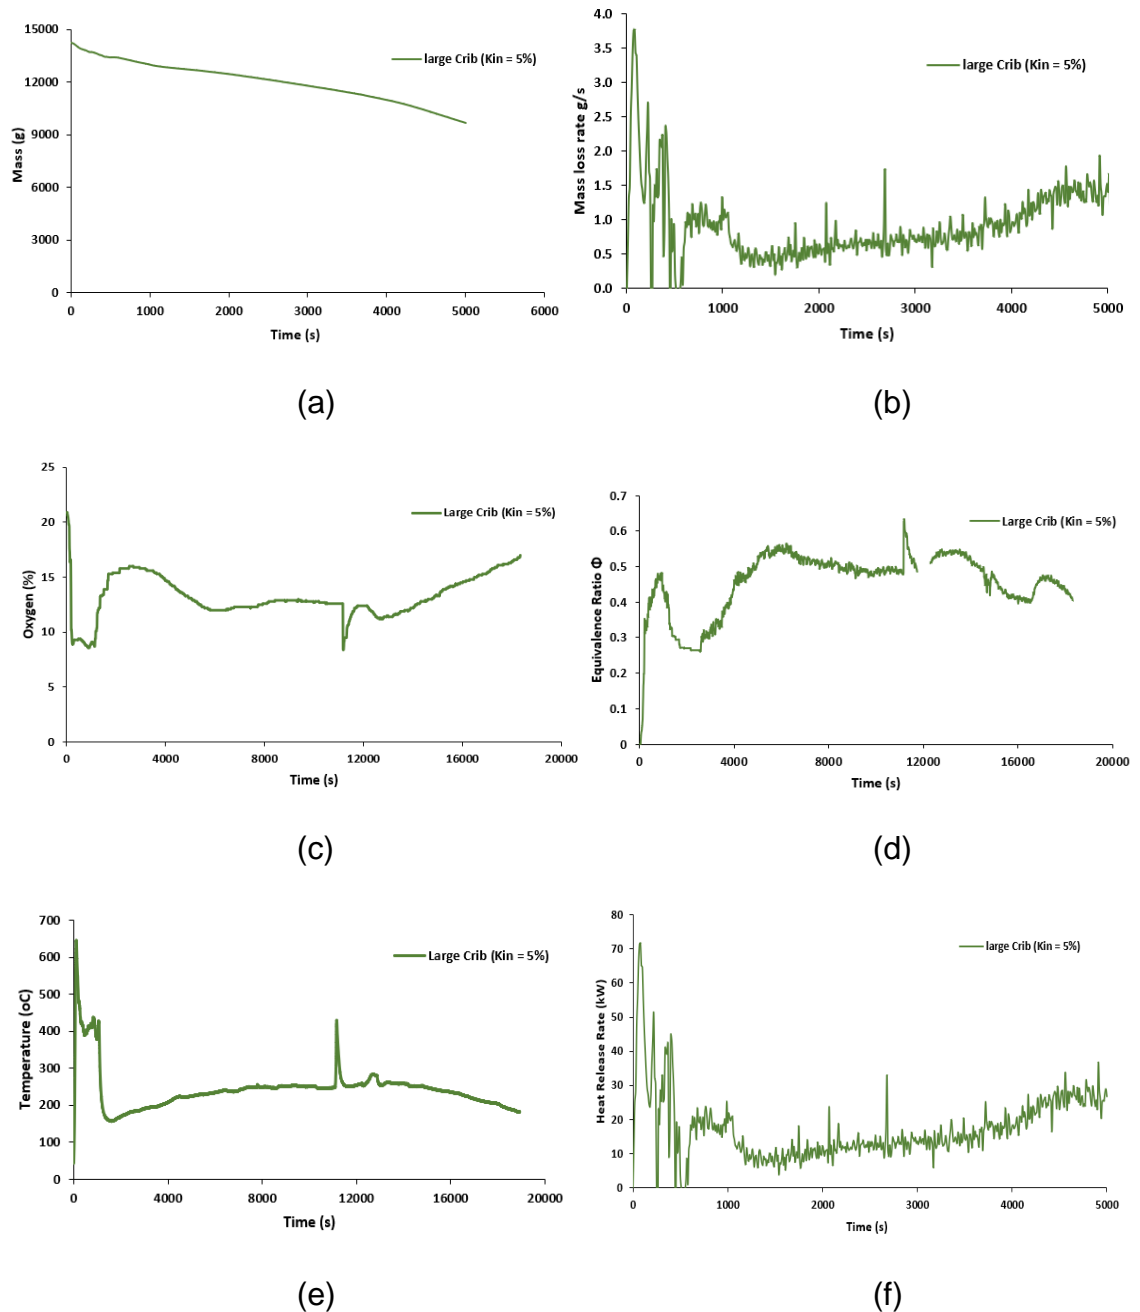 15000
12000
9000
6000
3000
0
Mass (g)
large Crib (Kin = 5%)
0 1000 2000 3000 4000 5000 6000
Time (s)
(a)
4.0
3.5
3.0
2.5
2.0
1.5
1.0
0.5
0.0
Mass loss rate g/s
large Crib (Kin = 5%)
0 1000 2000 3000 4000 5000
Time (s)
(b)
25
20
15
10
5
0
Oxygen (%)
Large Crib (Kin = 5%)
0 4000 8000 12000 16000 20000
Time (s)
(c)
0.7
0.6
0.5
0.4
0.3
0.2
0.1
0
Equivalence Ratio Φ
Large Crib (Kin = 5%)
0 4000 8000 12000 16000 20000
Time (s)
(d)
700
600
500
400
300
200
100
0
Temperature (oC)
Large Crib (Kin = 5%)
0 4000 8000 12000 16000 20000
Time (s)
(e)
80
70
60
50
40
30
20
10
0
Heat Release Rate (kW)
large Crib (Kin = 5%)
0 1000 2000 3000 4000 5000
Time (s)
(f)